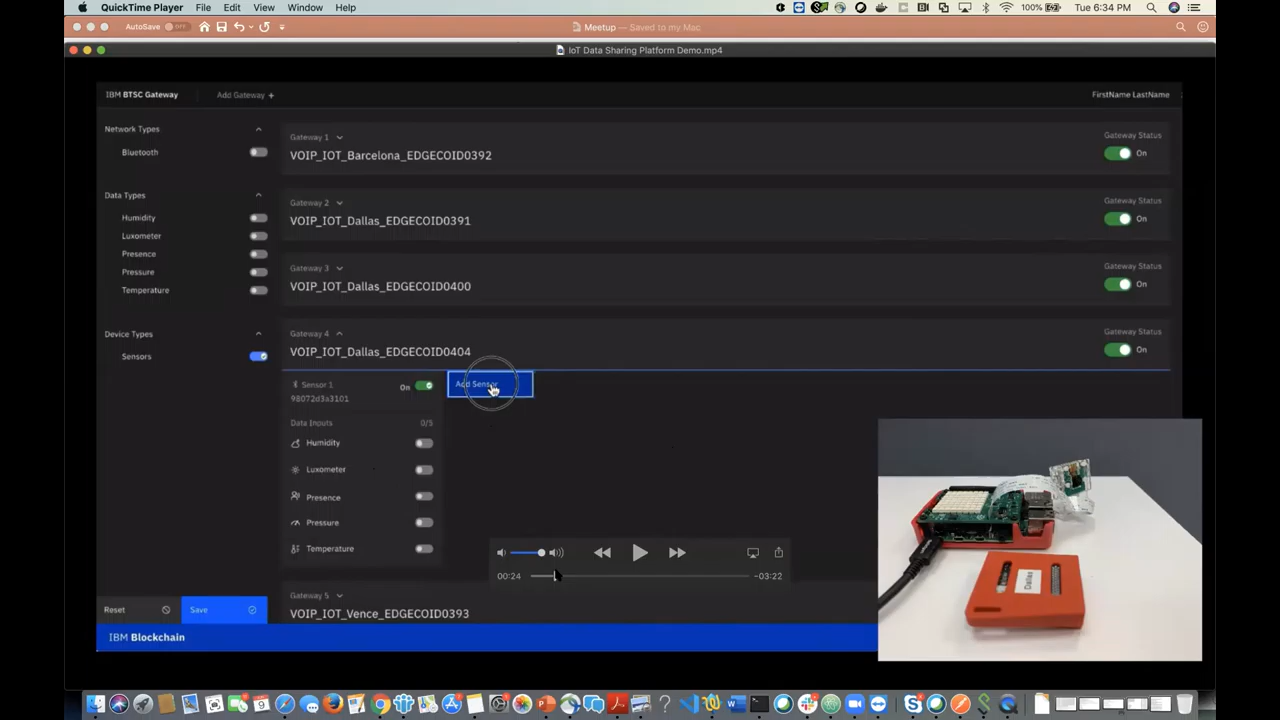 QuickTime Player File Edit View Window Help 100% Tue 6:34 PM
AutoSave OFF Meetup — Saved to my Mac
IoT Data Sharing Platform Demo.mp4
IBM BTSC Gateway Add Gateway + FirstName LastName
Network Types
Bluetooth
Data Types
Humidity
Luxometer
Presence
Pressure
Temperature
Device Types
Sensors
Reset
Save
Gateway 1
VOIP_IOT_Barcelona_EDGECOID0392
Gateway Status
On
Gateway 2
VOIP_IOT_Dallas_EDGECOID0391
Gateway Status
On
Gateway 3
VOIP_IOT_Dallas_EDGECOID0400
Gateway Status
On
Gateway 4
VOIP_IOT_Dallas_EDGECOID0404
Gateway Status
On
Sensor 1 On
98072d3a3101
Add Sensor
Data Inputs 0/5
Humidity
Luxometer
Presence
Pressure
Temperature
00:24 −03:22
Gateway 5
VOIP_IOT_Vence_EDGECOID0393
IBM Blockchain
Dallas